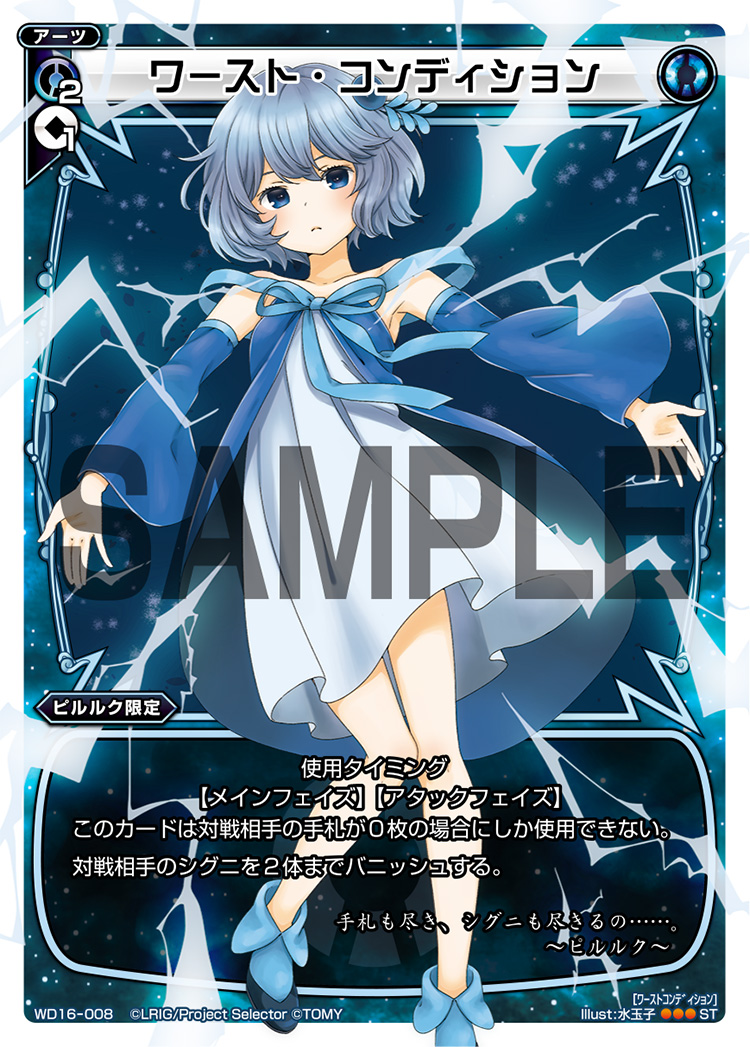 アーツ
ワースト・コンディション
2
1
SAMPLE
ピルルク限定
使用タイミング
【メインフェイズ】【アタックフェイズ】
このカードは対戦相手の手札が0枚の場合にしか使用できない。
対戦相手のシグニを2体までバニッシュする。
手札も尽き、シグニも尽きるの……。
~ピルルク~
[ワーストコンディション]
WD16-008 ©LRIG/Project Selector ©TOMY Illust:水玉子 ST